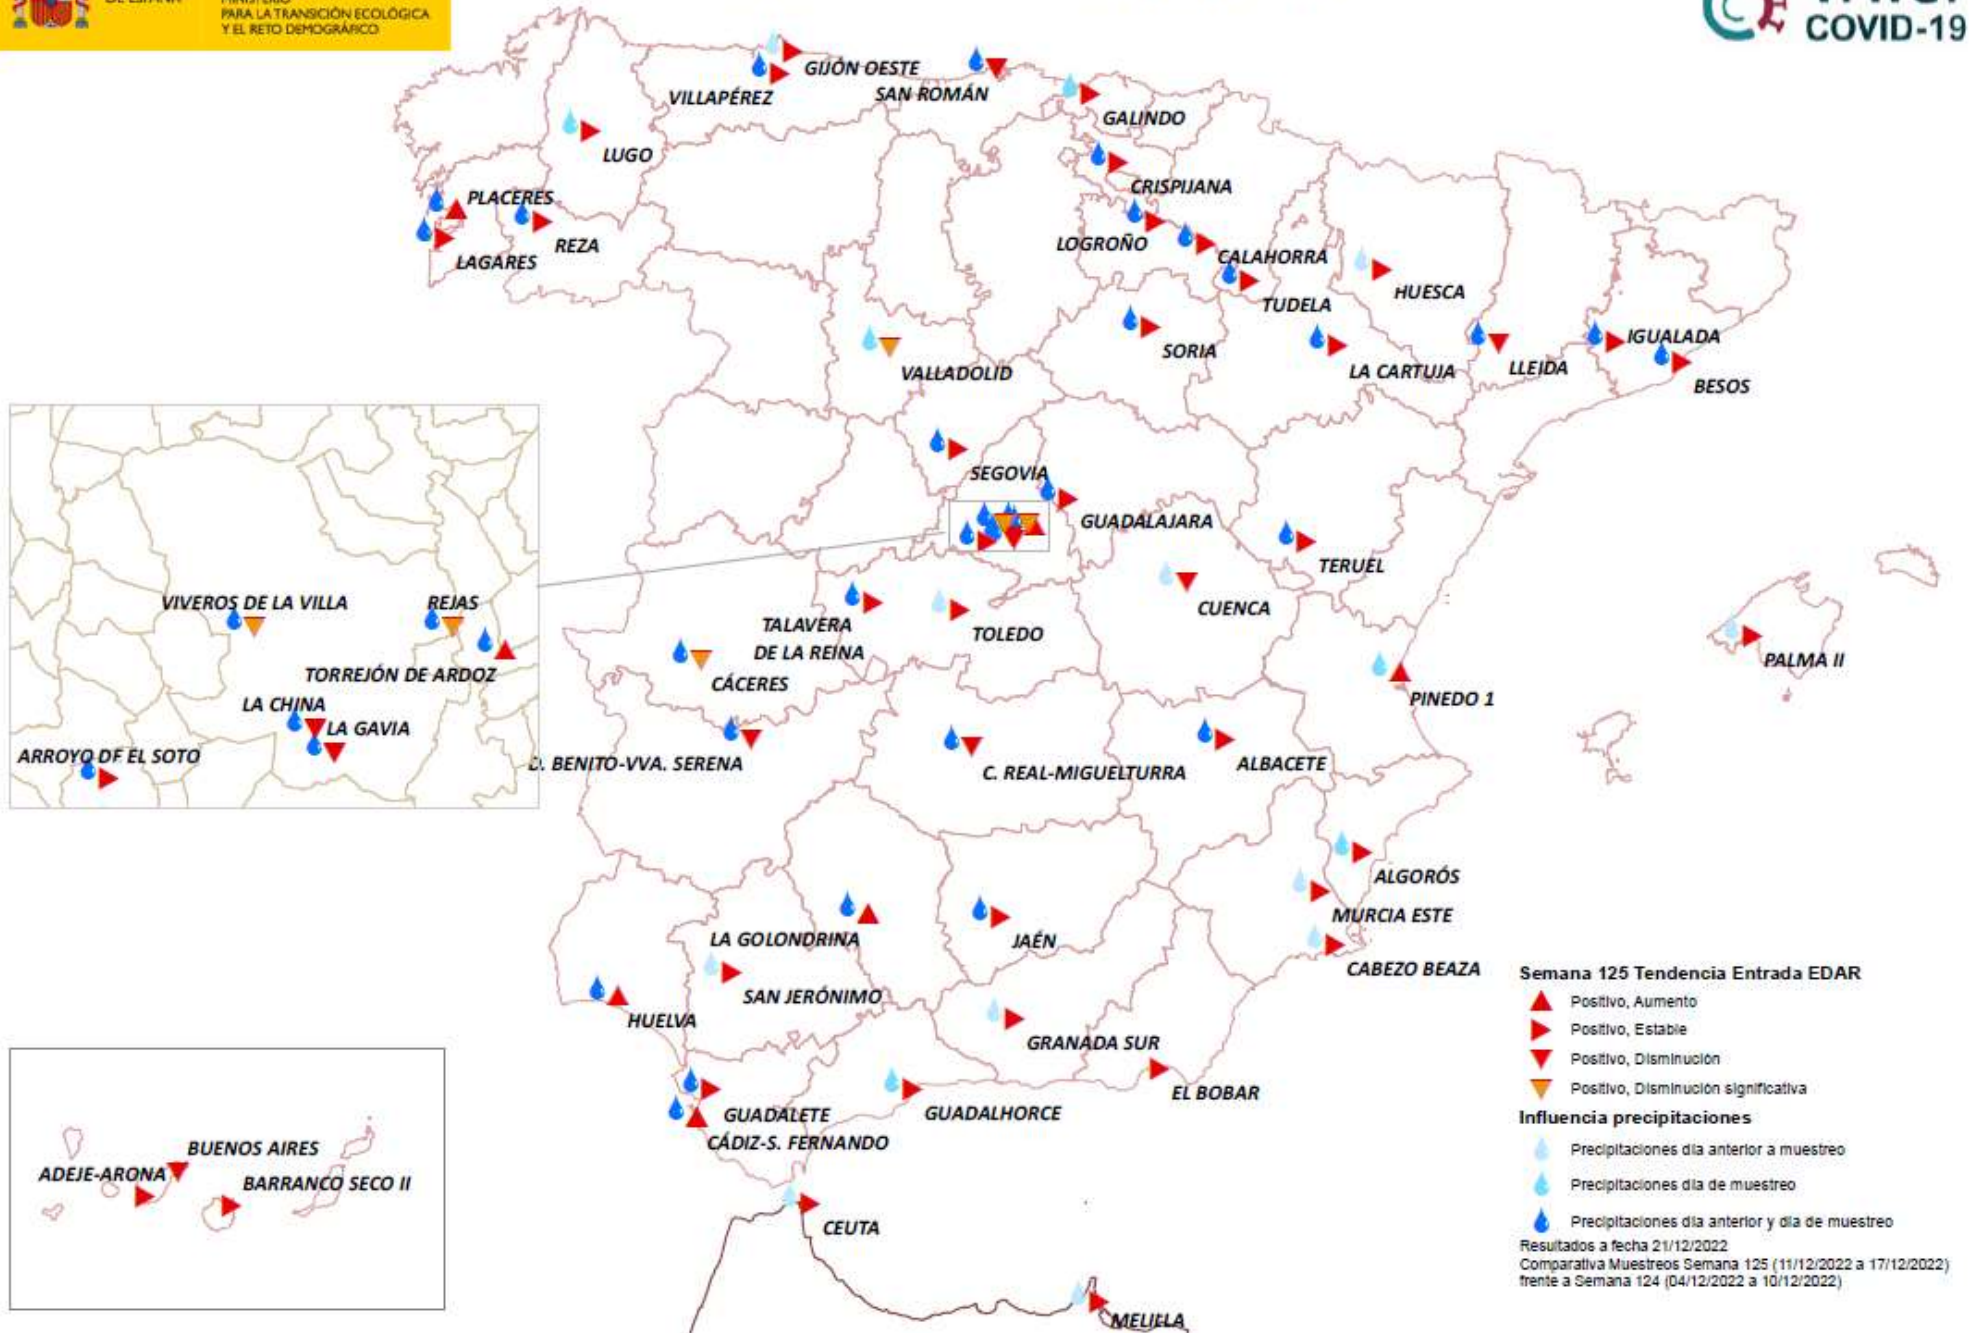 PARA LA TRANSICIÓN ECOLÓGICA
Y EL RETO DEMOGRÁFICO
COVID-19
GIJÓN OESTE
VILLAPÉREZ
SAN ROMÁN
GALINDO
LUGO
CRISPIJANA
PLACERES
REZA
LAGARES
LOGROÑO
CALAHORRA
TUDELA
HUESCA
SORIA
VALLADOLID
LA CARTUJA
LLEIDA
IGUALADA
BESOS
SEGOVIA
GUADALAJARA
TERUEL
CUENCA
TALAVERA
DE LA REINA
TOLEDO
CÁCERES
PALMA II
PINEDO 1
D. BENITO-VVA. SERENA
C. REAL-MIGUELTURRA
ALBACETE
VIVEROS DE LA VILLA
REJAS
TORREJÓN DE ARDOZ
LA CHINA
LA GAVIA
ARROYO DE EL SOTO
ALGORÓS
MURCIA ESTE
CABEZO BEAZA
LA GOLONDRINA
JAÉN
SAN JERÓNIMO
HUELVA
GRANADA SUR
EL BOBAR
GUADALETE
GUADALHORCE
CÁDIZ-S. FERNANDO
CEUTA
MELILLA
BUENOS AIRES
ADEJE-ARONA
BARRANCO SECO II
Semana 125 Tendencia Entrada EDAR
Positivo, Aumento
Positivo, Estable
Positivo, Disminución
Positivo, Disminución significativa
Influencia precipitaciones
Precipitaciones día anterior a muestreo
Precipitaciones día de muestreo
Precipitaciones día anterior y día de muestreo
Resultados a fecha 21/12/2022
Comparativa Muestreos Semana 125 (11/12/2022 a 17/12/2022)
frente a Semana 124 (04/12/2022 a 10/12/2022)